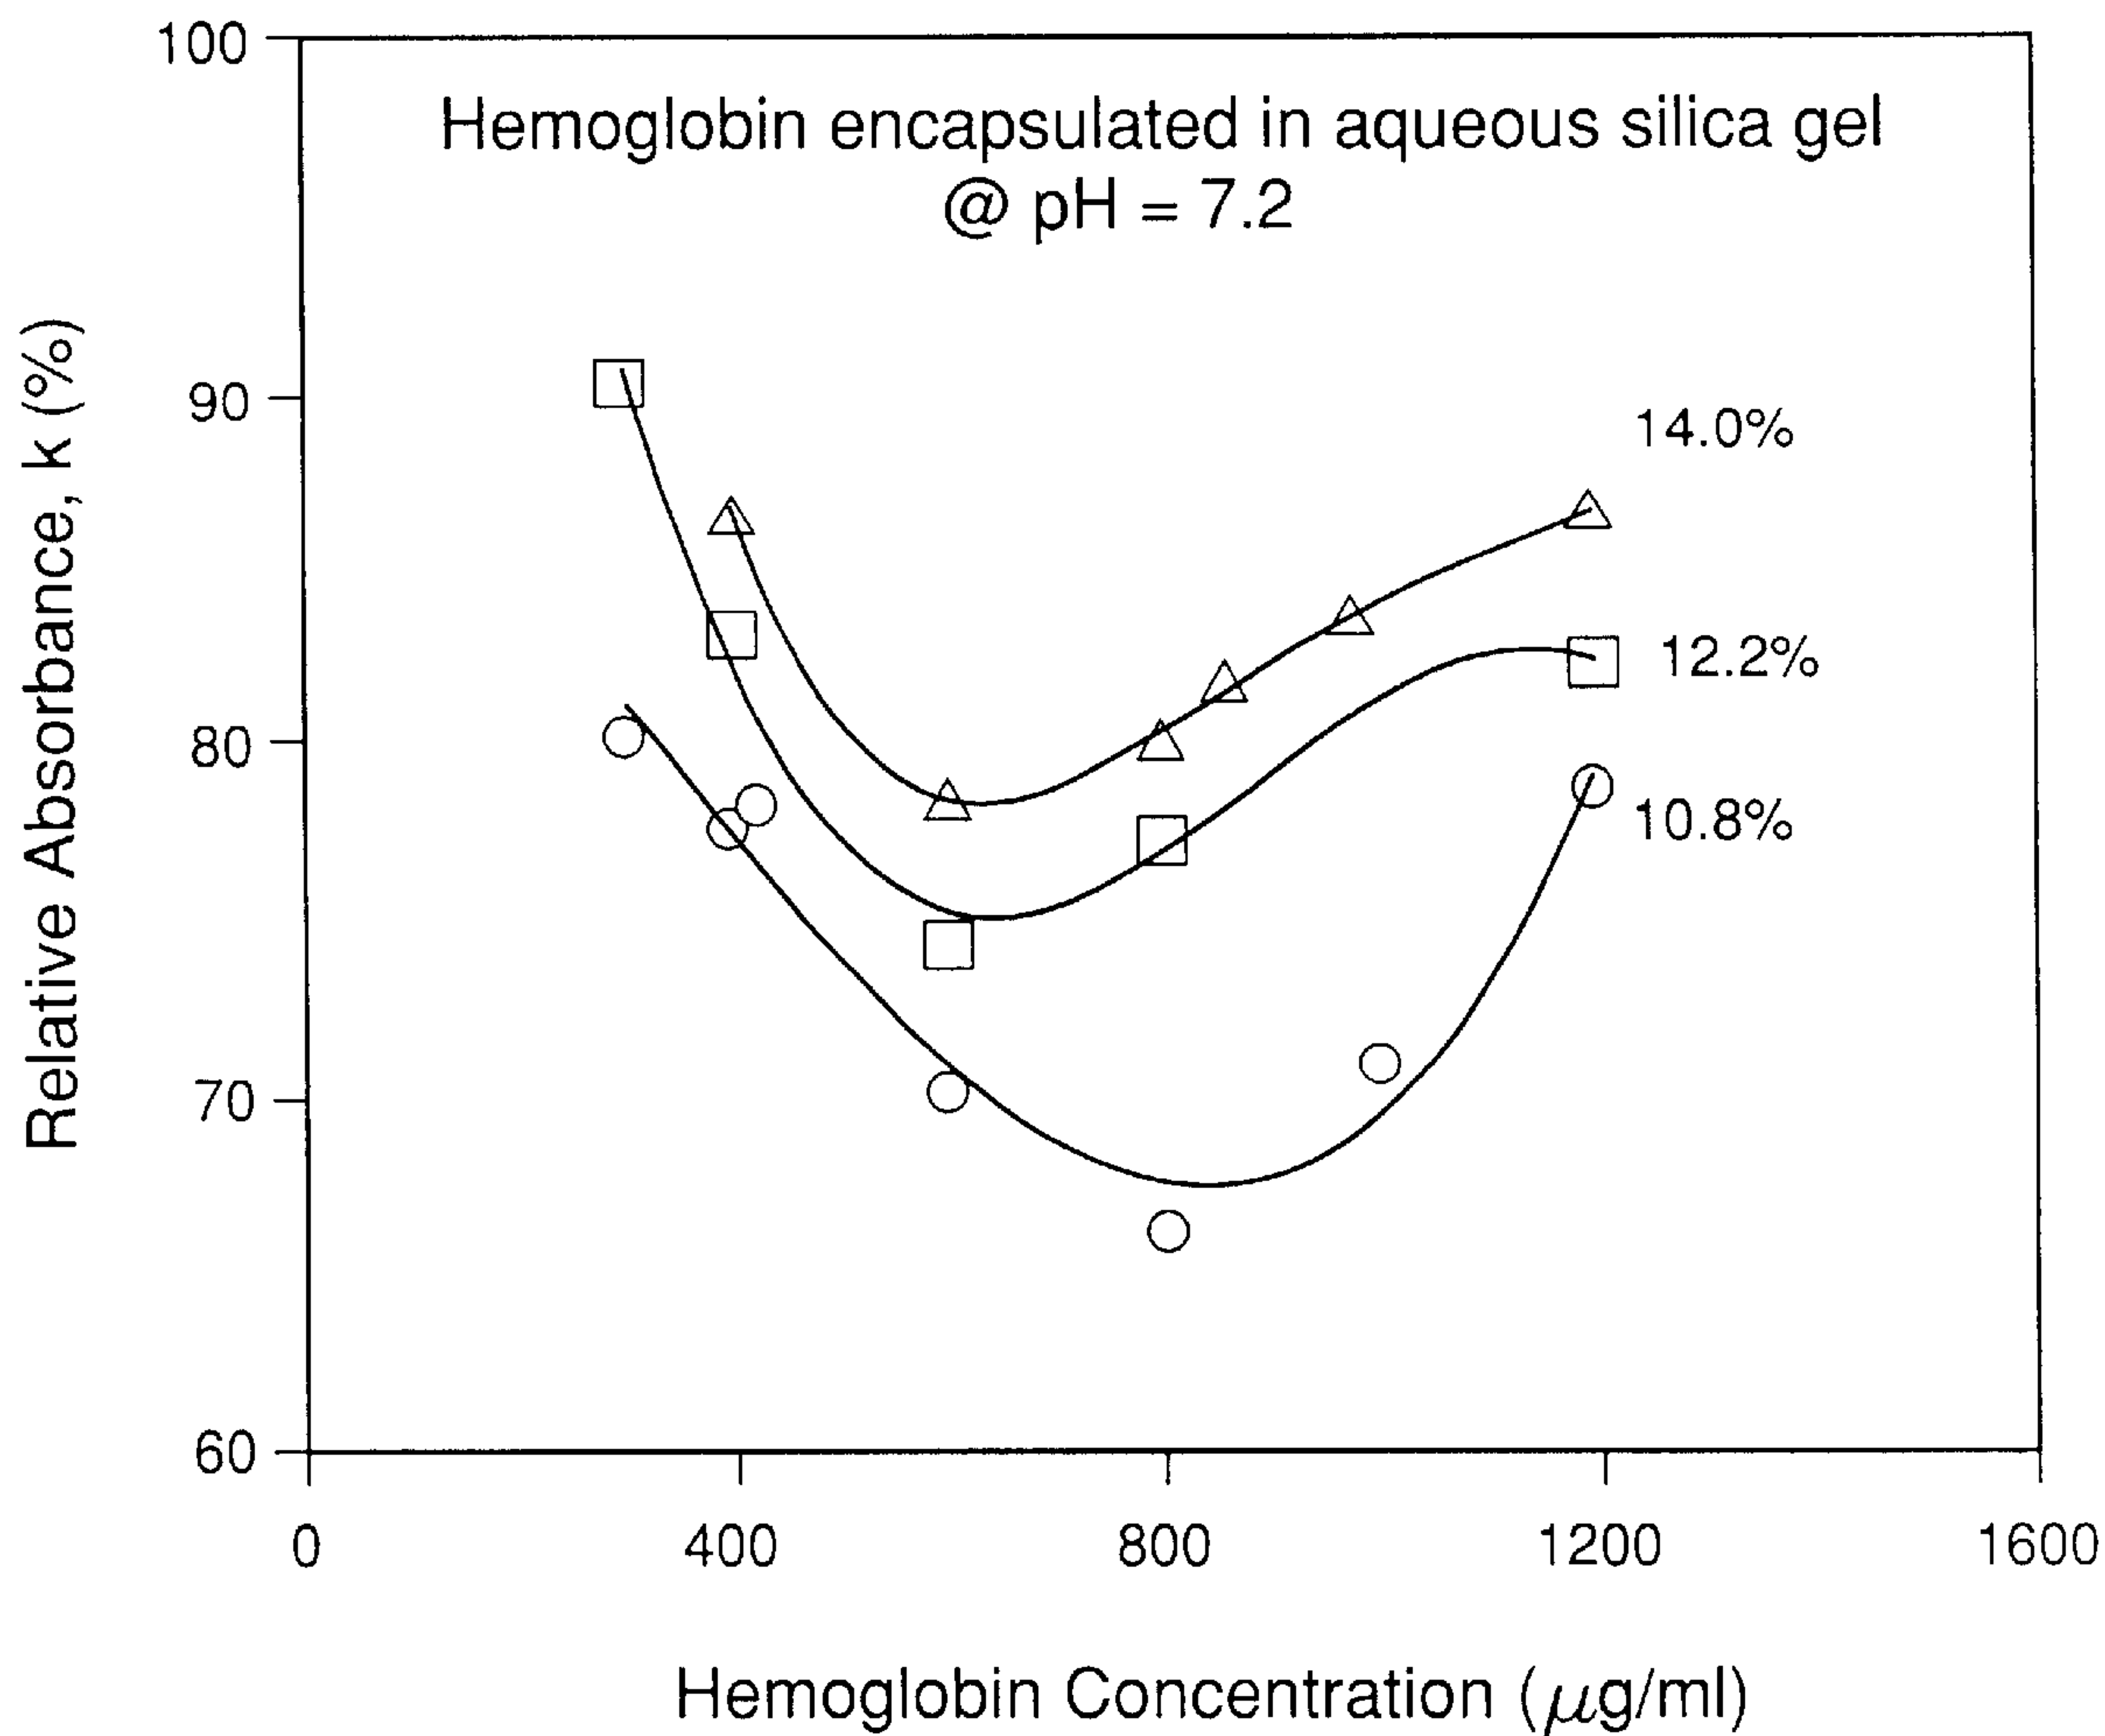 Hemoglobin encapsulated in aqueous silica gel
@ pH = 7.2
Relative Absorbance, k (%)
100
90
80
70
60
14.0%
12.2%
10.8%
0 400 800 1200 1600
Hemoglobin Concentration (μg/ml)